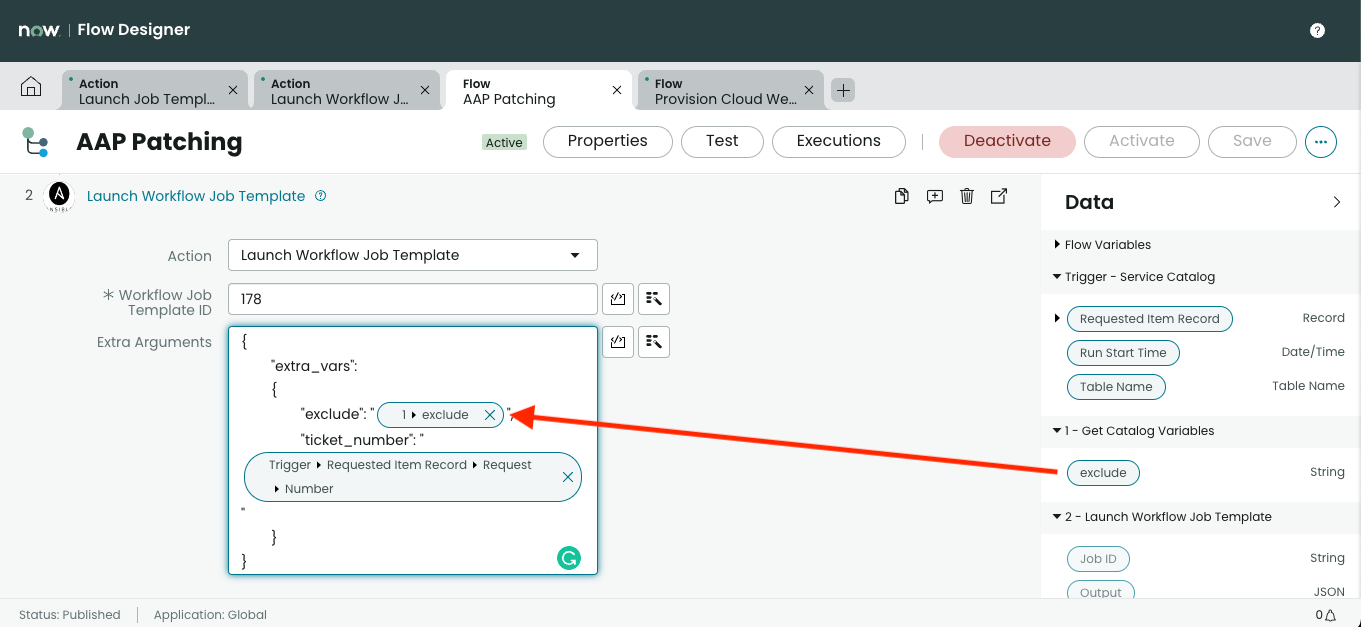 now. | Flow Designer
?
Action
Launch Job Templ...
Action
Launch Workflow J...
Flow
AAP Patching
Flow
Provision Cloud We...
AAP Patching
Active
Properties
Test
Executions
Deactivate
Activate
Save
2
A
Launch Workflow Job Template
?
Action
Launch Workflow Job Template
Workflow Job
Template ID
178
Extra Arguments
{
"extra_vars":
{
"exclude": " 1 exclude ",
"ticket_number": "
Trigger Requested Item Record Request
Number
"
}
}
G
Data
Flow Variables
Trigger - Service Catalog
Requested Item Record Record
Run Start Time Date/Time
Table Name Table Name
1 - Get Catalog Variables
exclude String
2 - Launch Workflow Job Template
Job ID String
Output JSON
Status: Published
Application: Global
0